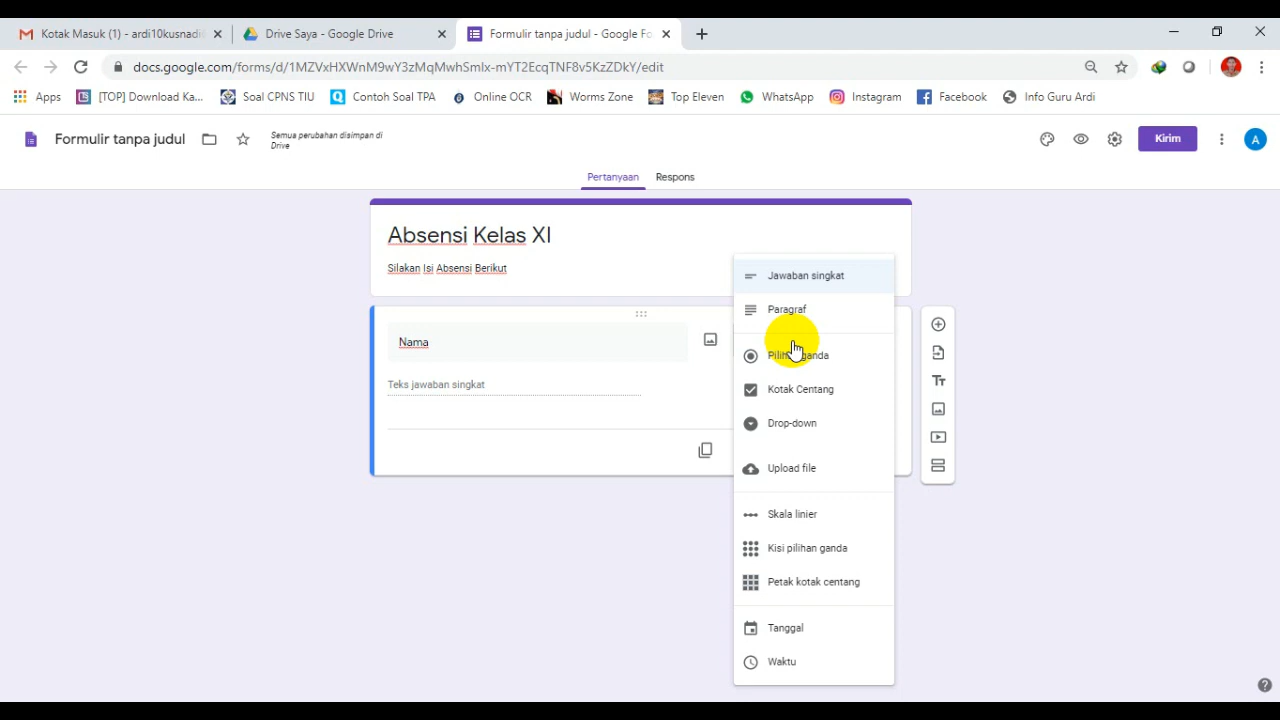 Kotak Masuk (1) - ardi10kusnadi
Drive Saya - Google Drive
Formulir tanpa judul - Google Fo
docs.google.com/forms/d/1MZVxHXWnM9wY3zMqMwhSmlx-mYT2EcqTNF8v5KzZDkY/edit
Apps
[TOP] Download Ka...
Soal CPNS TIU
Contoh Soal TPA
Online OCR
Worms Zone
Top Eleven
WhatsApp
Instagram
Facebook
Info Guru Ardi
Formulir tanpa judul
Semua perubahan disimpan di
Drive
Kirim
A
Pertanyaan
Respons
Absensi Kelas XI
Silakan Isi Absensi Berikut
Nama
Teks jawaban singkat
Jawaban singkat
Paragraf
ganda
Kotak Centang
Drop-down
Upload file
Skala linier
Kisi pilihan ganda
Petak kotak centang
Tanggal
Waktu